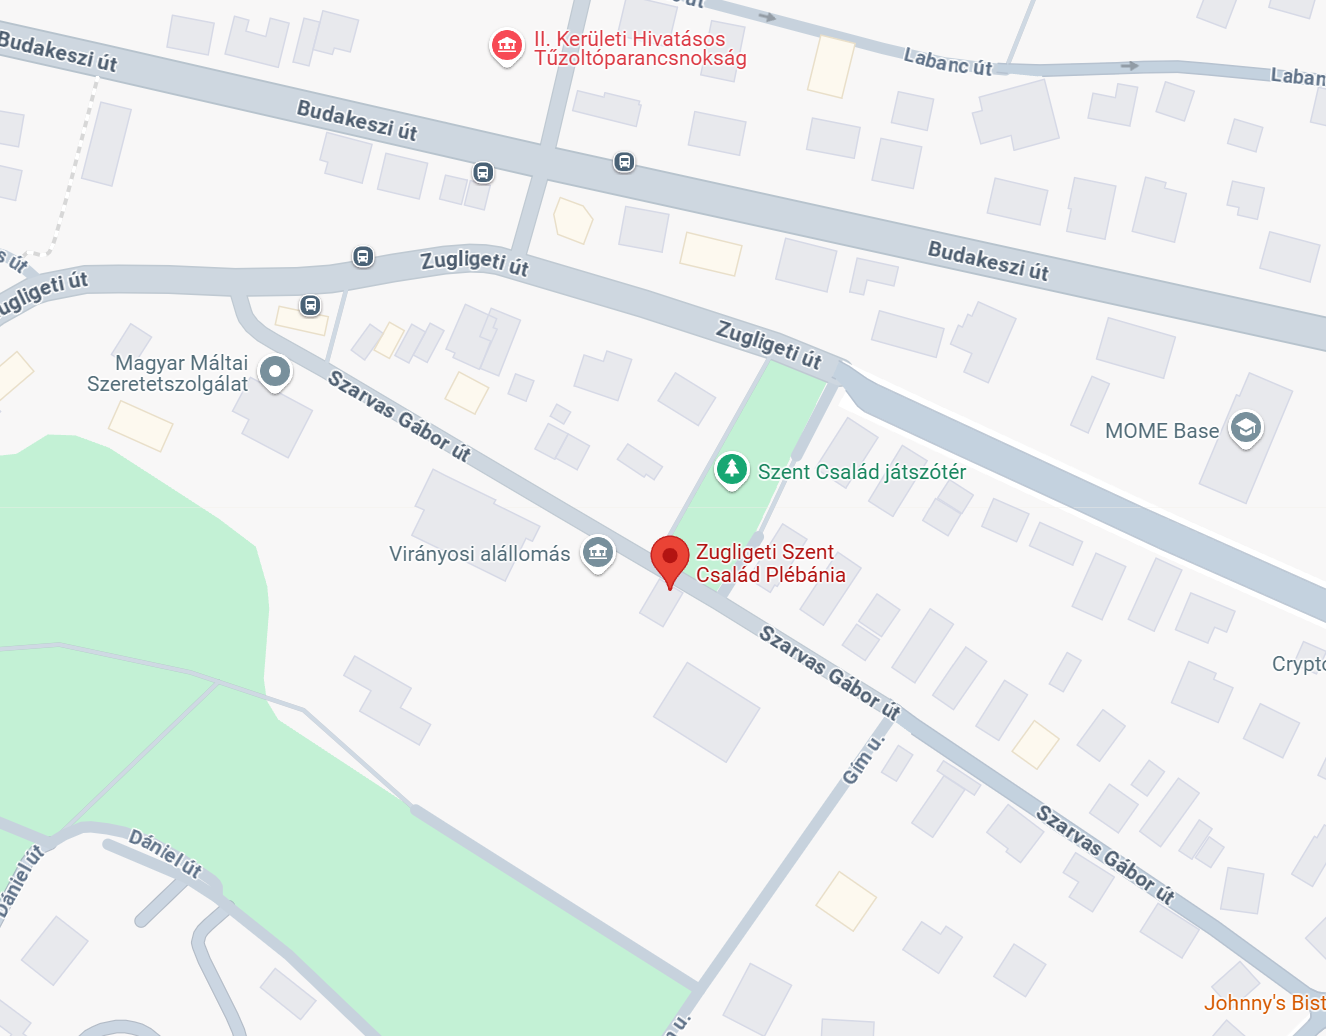 út
Labanc út
Laban
II. Kerületi Hivatásos
Tűzoltóparancsnokság
Budakeszi út
Budakeszi út
Budakeszi út
s út
Zugligeti út
ugligeti út
Zugligeti út
Magyar Máltai
Szeretetszolgálat
Szarvas Gábor út
MOME Base
Szent Család játszótér
Virányosi alállomás
Zugligeti Szent
Család Plébánia
Szarvas Gábor út
Crypto
Gím u.
Szarvas Gábor út
Dániel út
Dániel út
Johnny's Bist
u.